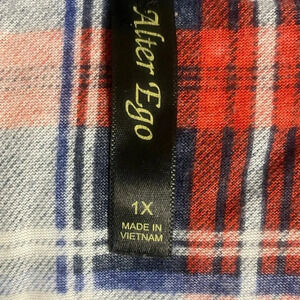 Alter Ego
1X
MADE IN
VIETNAM